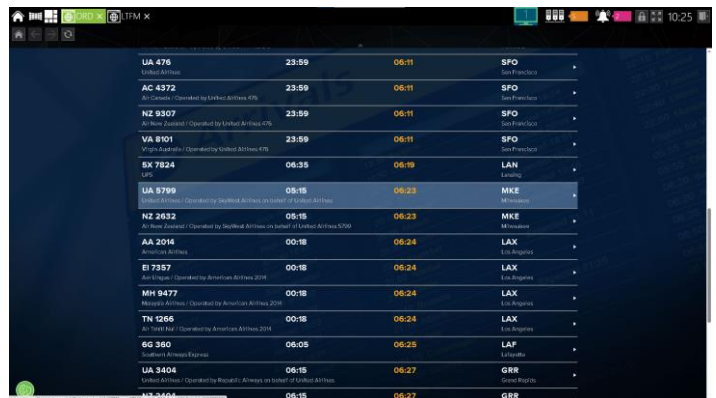 ORD × LTFM ×
1 10:25
UA 476 23:59 06:11 SFO
United Airlines San Francisco
AC 4372 23:59 06:11 SFO
Air Canada / Operated by United Airlines 476 San Francisco
NZ 9307 23:59 06:11 SFO
Air New Zealand / Operated by United Airlines 476 San Francisco
VA 8101 23:59 06:11 SFO
Virgin Australia / Operated by United Airlines 476 San Francisco
5X 7824 06:35 06:19 LAN
UPS Lansing
UA 5799 05:15 06:23 MKE
United Airlines / Operated by SkyWest Airlines on behalf of United Airlines Milwaukee
NZ 2632 05:15 06:23 MKE
Air New Zealand / Operated by SkyWest Airlines on behalf of United Airlines 5799 Milwaukee
AA 2014 00:18 06:24 LAX
American Airlines Los Angeles
EI 7357 00:18 06:24 LAX
Aer Lingus / Operated by American Airlines 2014 Los Angeles
MH 9477 00:18 06:24 LAX
Malaysia Airlines / Operated by American Airlines 2014 Los Angeles
TN 1266 00:18 06:24 LAX
Air Tahiti Nui / Operated by American Airlines 2014 Los Angeles
6G 360 06:05 06:25 LAF
Southern Airways Express Lafayette
UA 3404 06:15 06:27 GRR
United Airlines / Operated by Republic Airways on behalf of United Airlines Grand Rapids
06:15 06:27 GRR
Arrivals